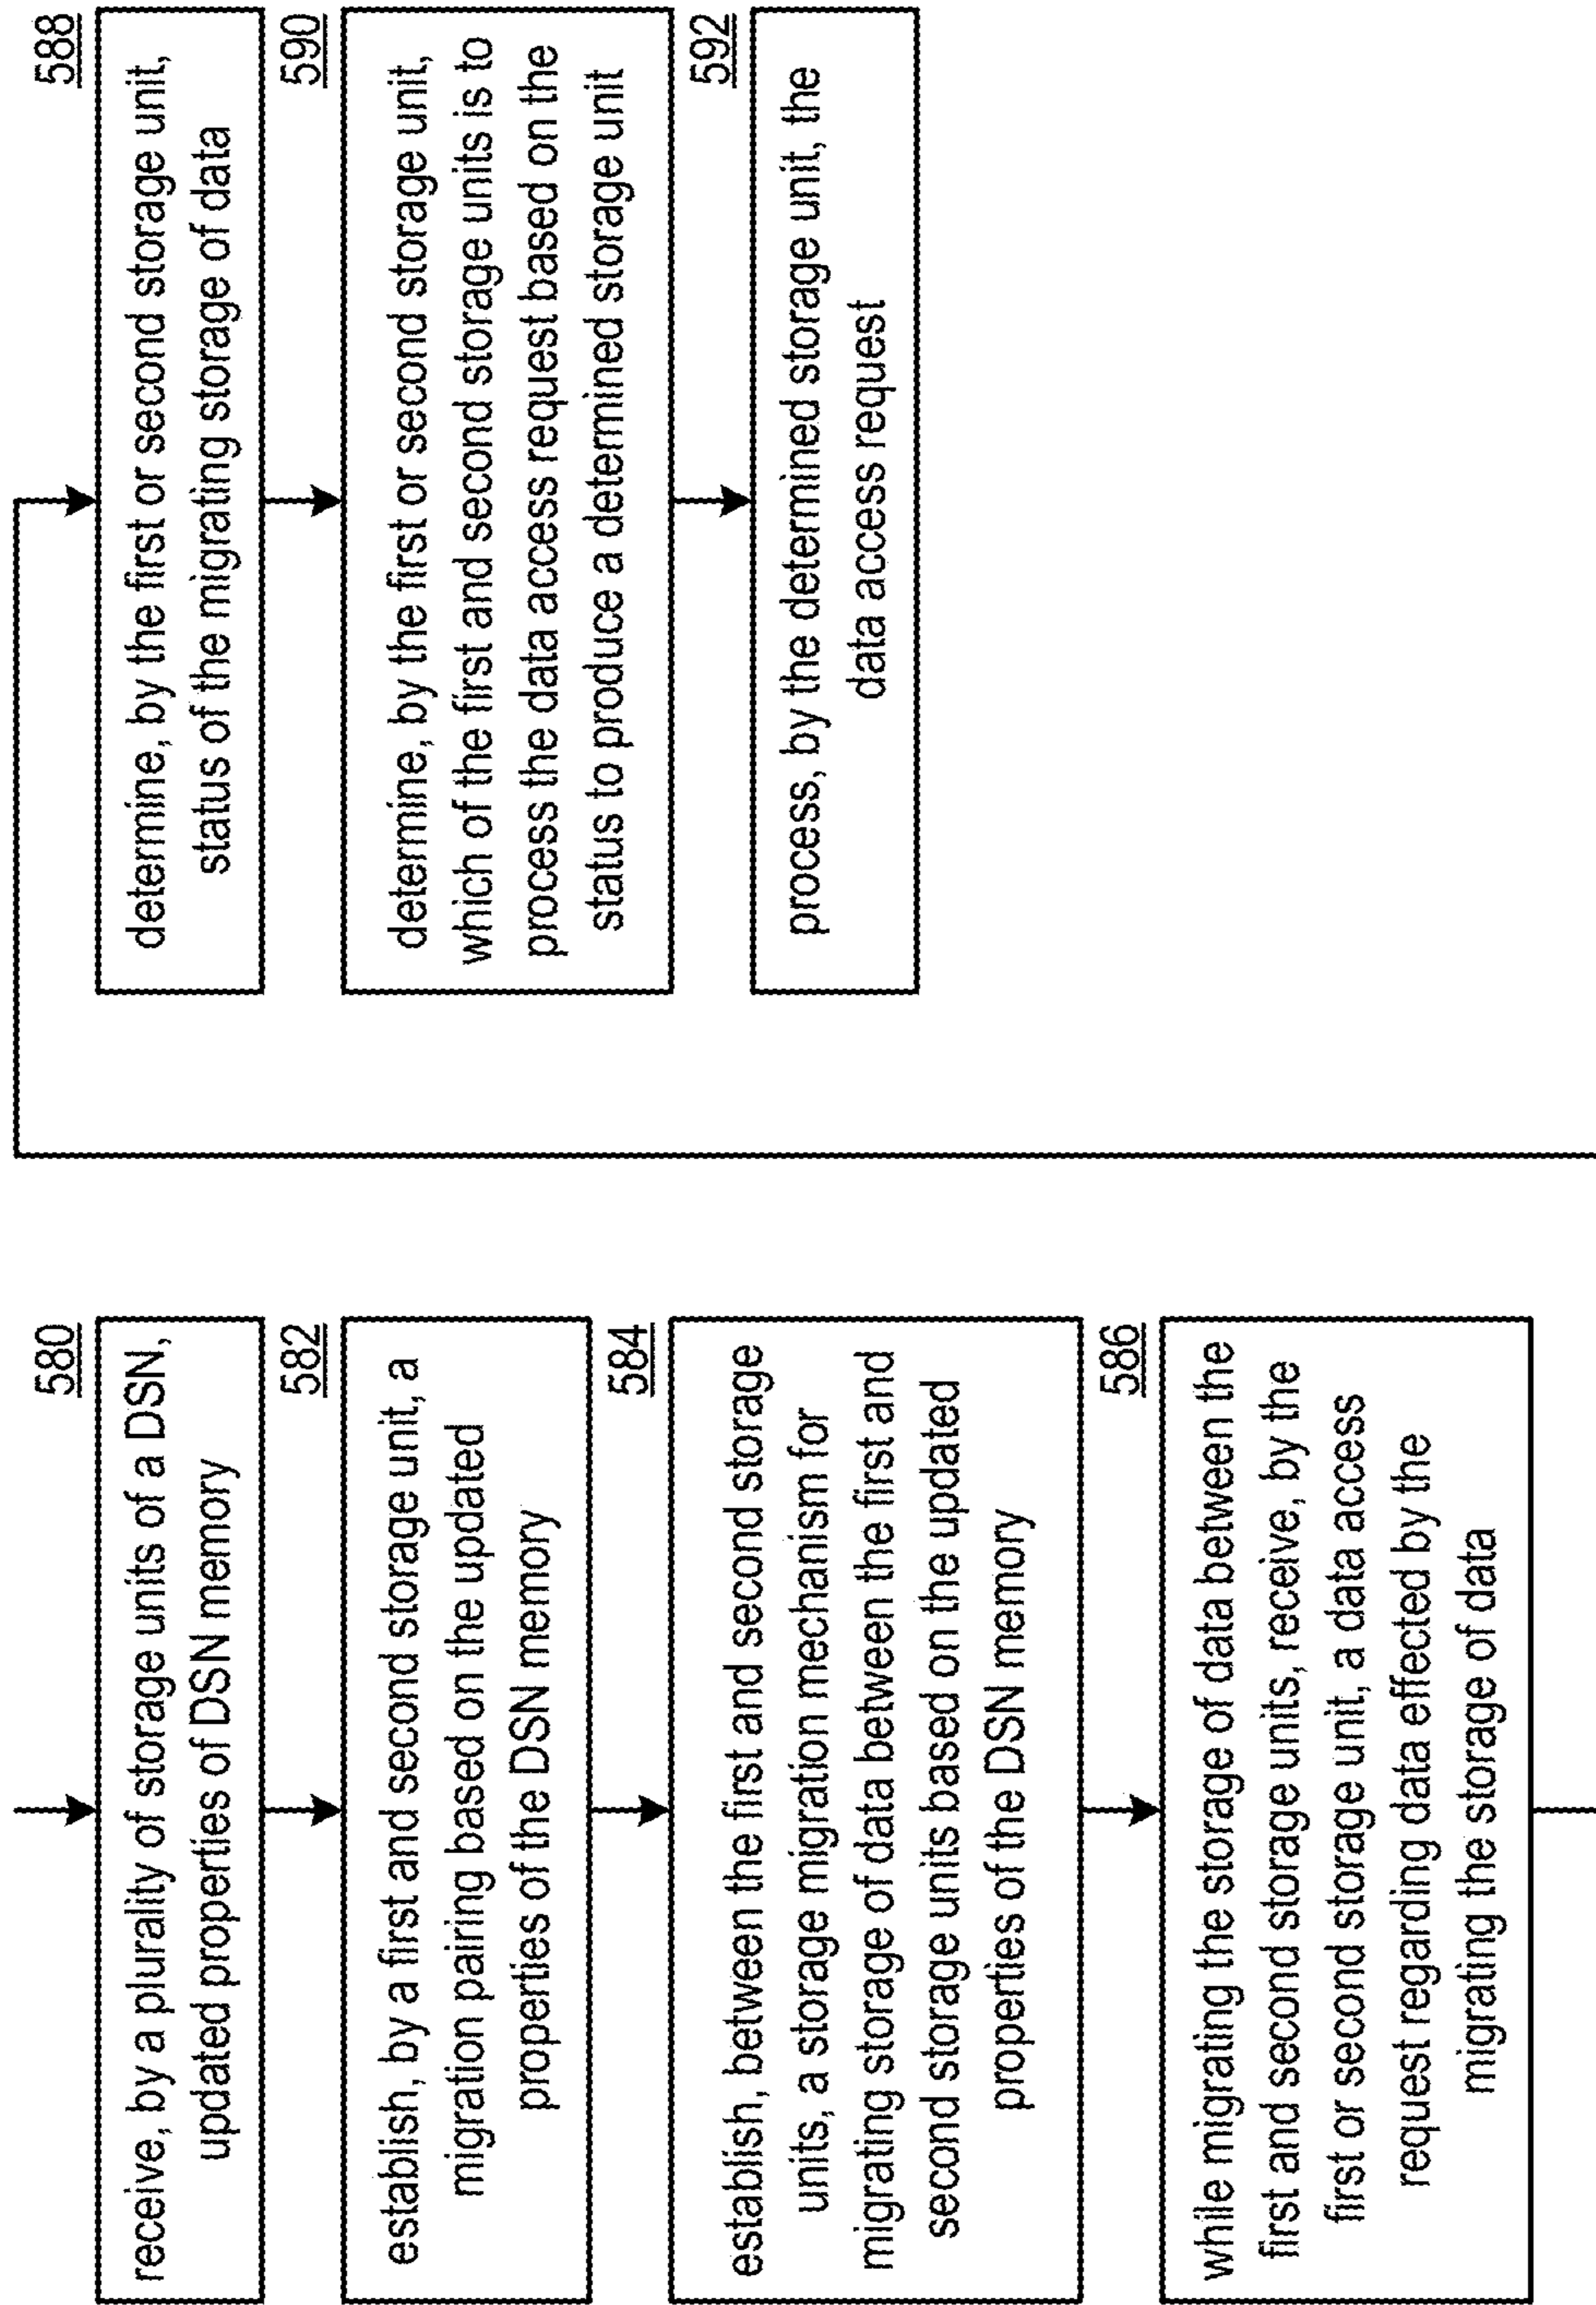 580
receive, by a plurality of storage units of a DSN,
updated properties of DSN memory
582
establish, by a first and second storage unit, a
migration pairing based on the updated
properties of the DSN memory
584
establish, between the first and second storage
units, a storage migration mechanism for
migrating storage of data between the first and
second storage units based on the updated
properties of the DSN memory
586
while migrating the storage of data between the
first and second storage units, receive, by the
first or second storage unit, a data access
request regarding data effected by the
migrating the storage of data
588
determine, by the first or second storage unit,
status of the migrating storage of data
590
determine, by the first or second storage unit,
which of the first and second storage units is to
process the data access request based on the
status to produce a determined storage unit
592
process, by the determined storage unit, the
data access request